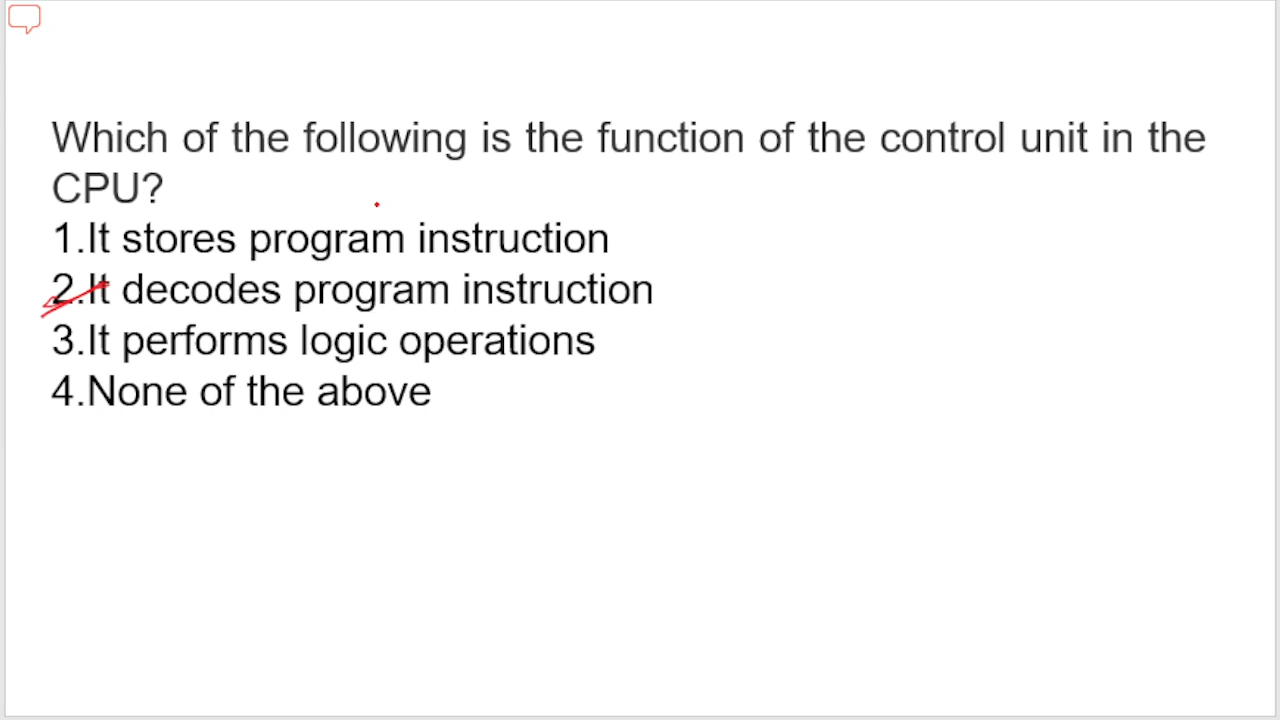 Which of the following is the function of the control unit in the
CPU?
1.It stores program instruction
2.It decodes program instruction
3.It performs logic operations
4.None of the above